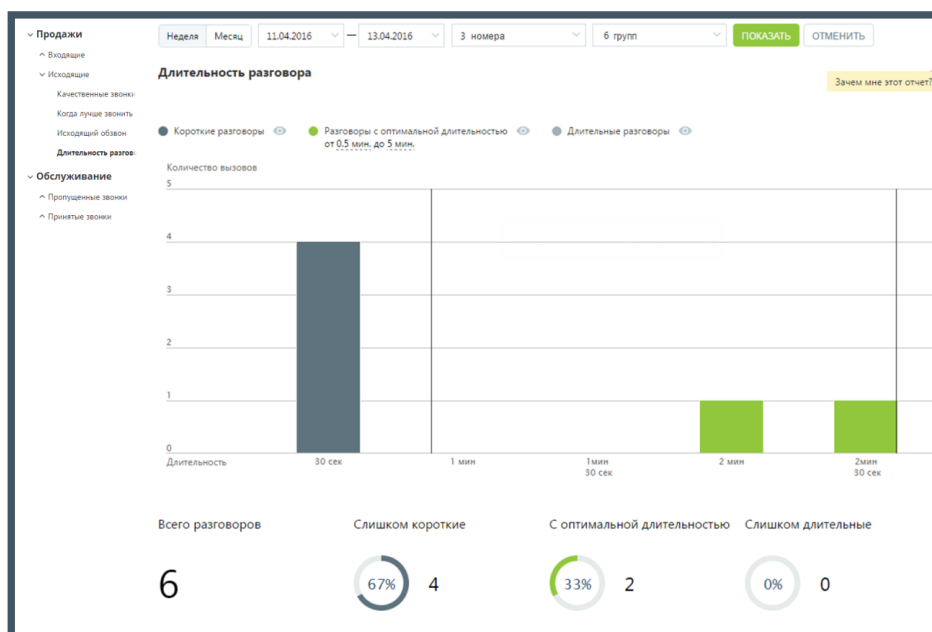 Продажи
Входящие
Исходящие
Качественные звонки
Когда лучше звонить
Исходящий обзвон
Длительность разгов
Обслуживание
Пропущенные звонки
Принятые звонки
Неделя Месяц 11.04.2016 — 13.04.2016 3 номера 6 групп ПОКАЗАТЬ ОТМЕНИТЬ
Длительность разговора
Зачем мне этот отчет?
Короткие разговоры Разговоры с оптимальной длительностью Длительные разговоры
от 0.5 мин. до 5 мин.
Количество вызовов
5
4
3
2
1
0
Длительность 30 сек 1 мин 1мин 2 мин 2мин
30 сек 30 сек
Всего разговоров Слишком короткие С оптимальной длительностью Слишком длительные
6 67% 4 33% 2 0% 0